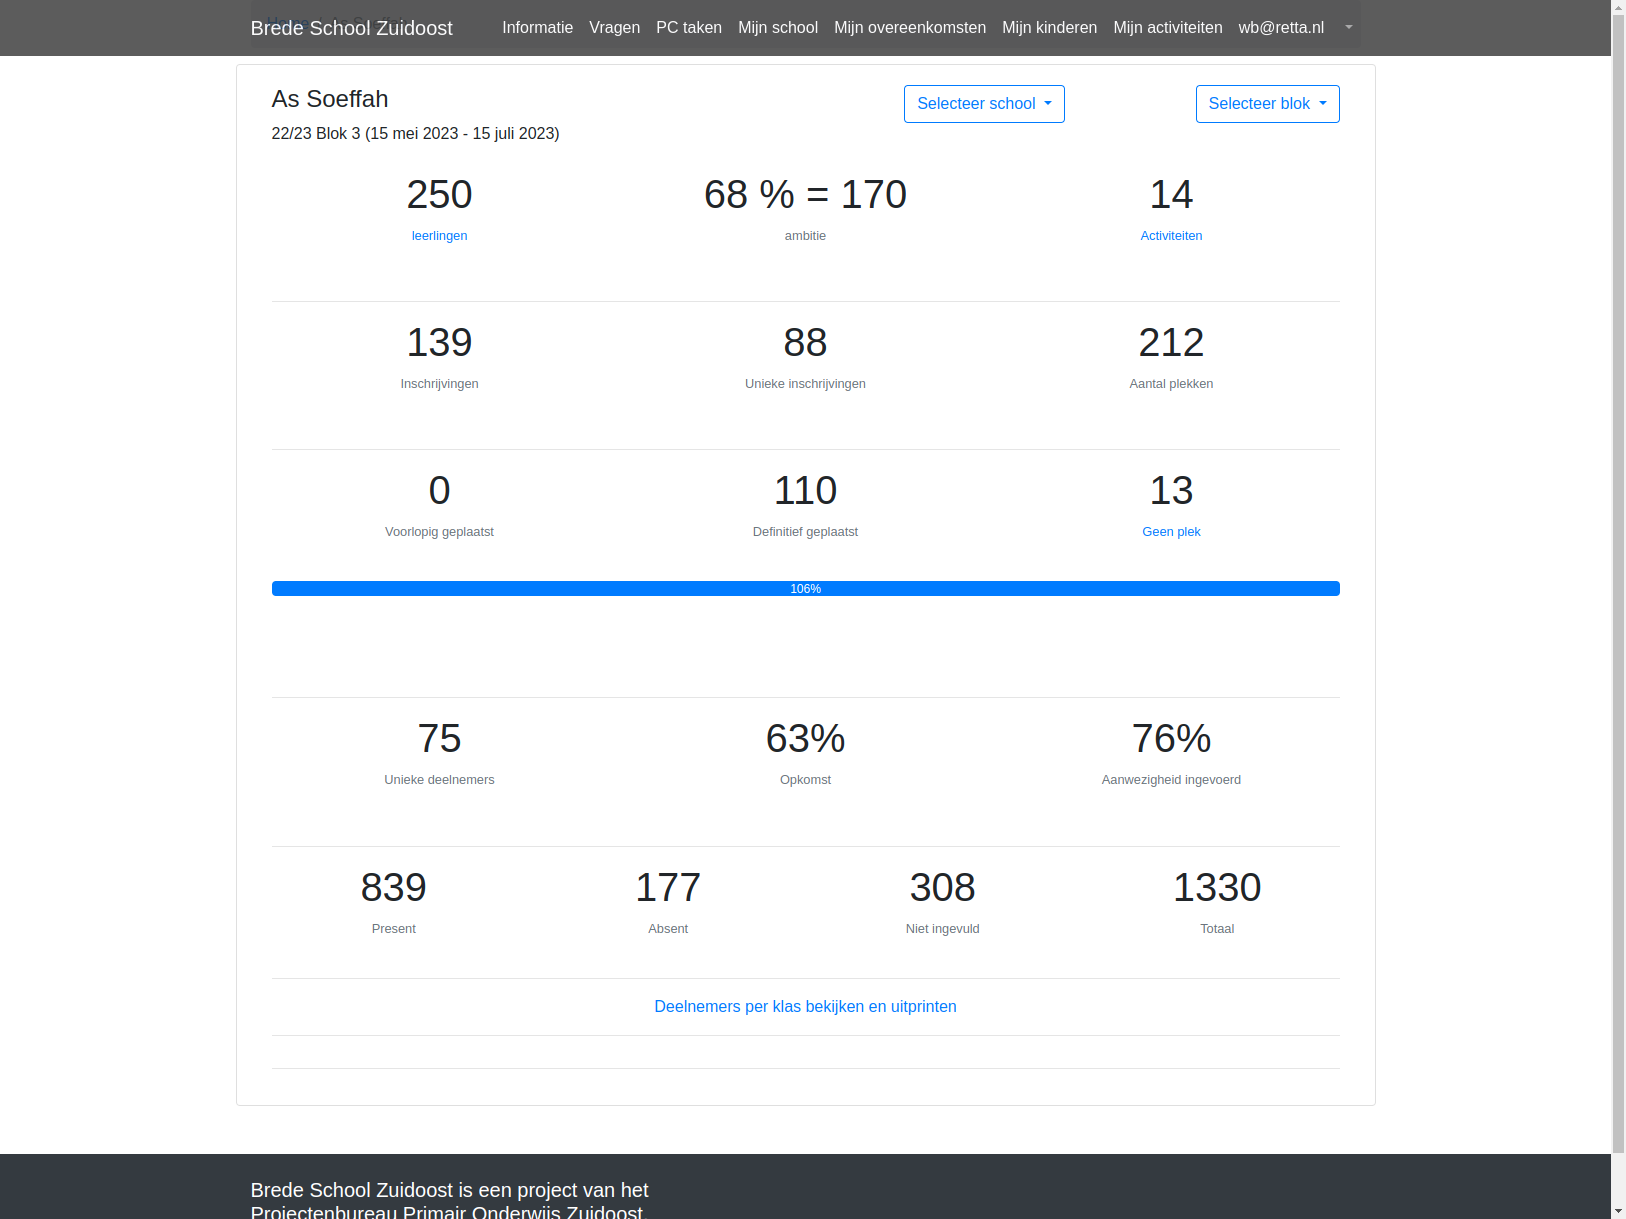 Brede School Zuidoost Informatie Vragen PC taken Mijn school Mijn overeenkomsten Mijn kinderen Mijn activiteiten wb@retta.nl
As Soeffah Selecteer school Selecteer blok
22/23 Blok 3 (15 mei 2023 - 15 juli 2023)
250 68 % = 170 14
leerlingen ambitie Activiteiten
139 88 212
Inschrijvingen Unieke inschrijvingen Aantal plekken
0 110 13
Voorlopig geplaatst Definitief geplaatst Geen plek
106%
75 63% 76%
Unieke deelnemers Opkomst Aanwezigheid ingevoerd
839 177 308 1330
Present Absent Niet ingevuld Totaal
Deelnemers per klas bekijken en uitprinten
Brede School Zuidoost is een project van het
Projectenbureau Primair Onderwijs Zuidoost.